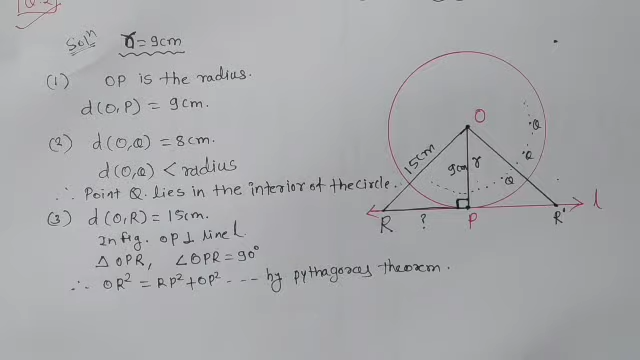 Q.2
Solⁿ r = 9cm
(1) OP is the radius.
d(O,P) = 9cm.
(2) d(O,Q) = 8cm.
d(O,Q) < radius
∴ Point Q. lies in the interior of the circle.
(3) d(O,R) = 15cm.
In fig. OP ⊥ line l
△ OPR, ∠OPR = 90°
∴ OR² = RP² + OP² ---- by pythagoras theorem.
O
15cm
9cm r
Q
Q
Q
R ? P R' l